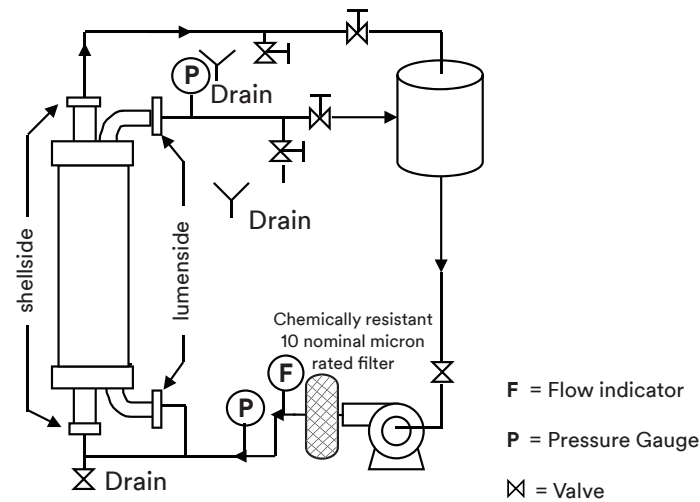 P
Drain
Drain
shellside
lumenside
Chemically resistant
10 nominal micron
rated filter
F
P
Drain
F = Flow indicator
P = Pressure Gauge
= Valve